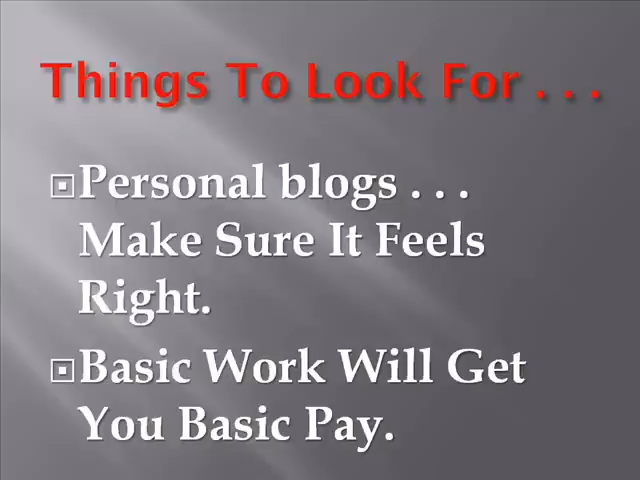 Things To Look For . . .
Personal blogs . . .
Make Sure It Feels
Right.
Basic Work Will Get
You Basic Pay.